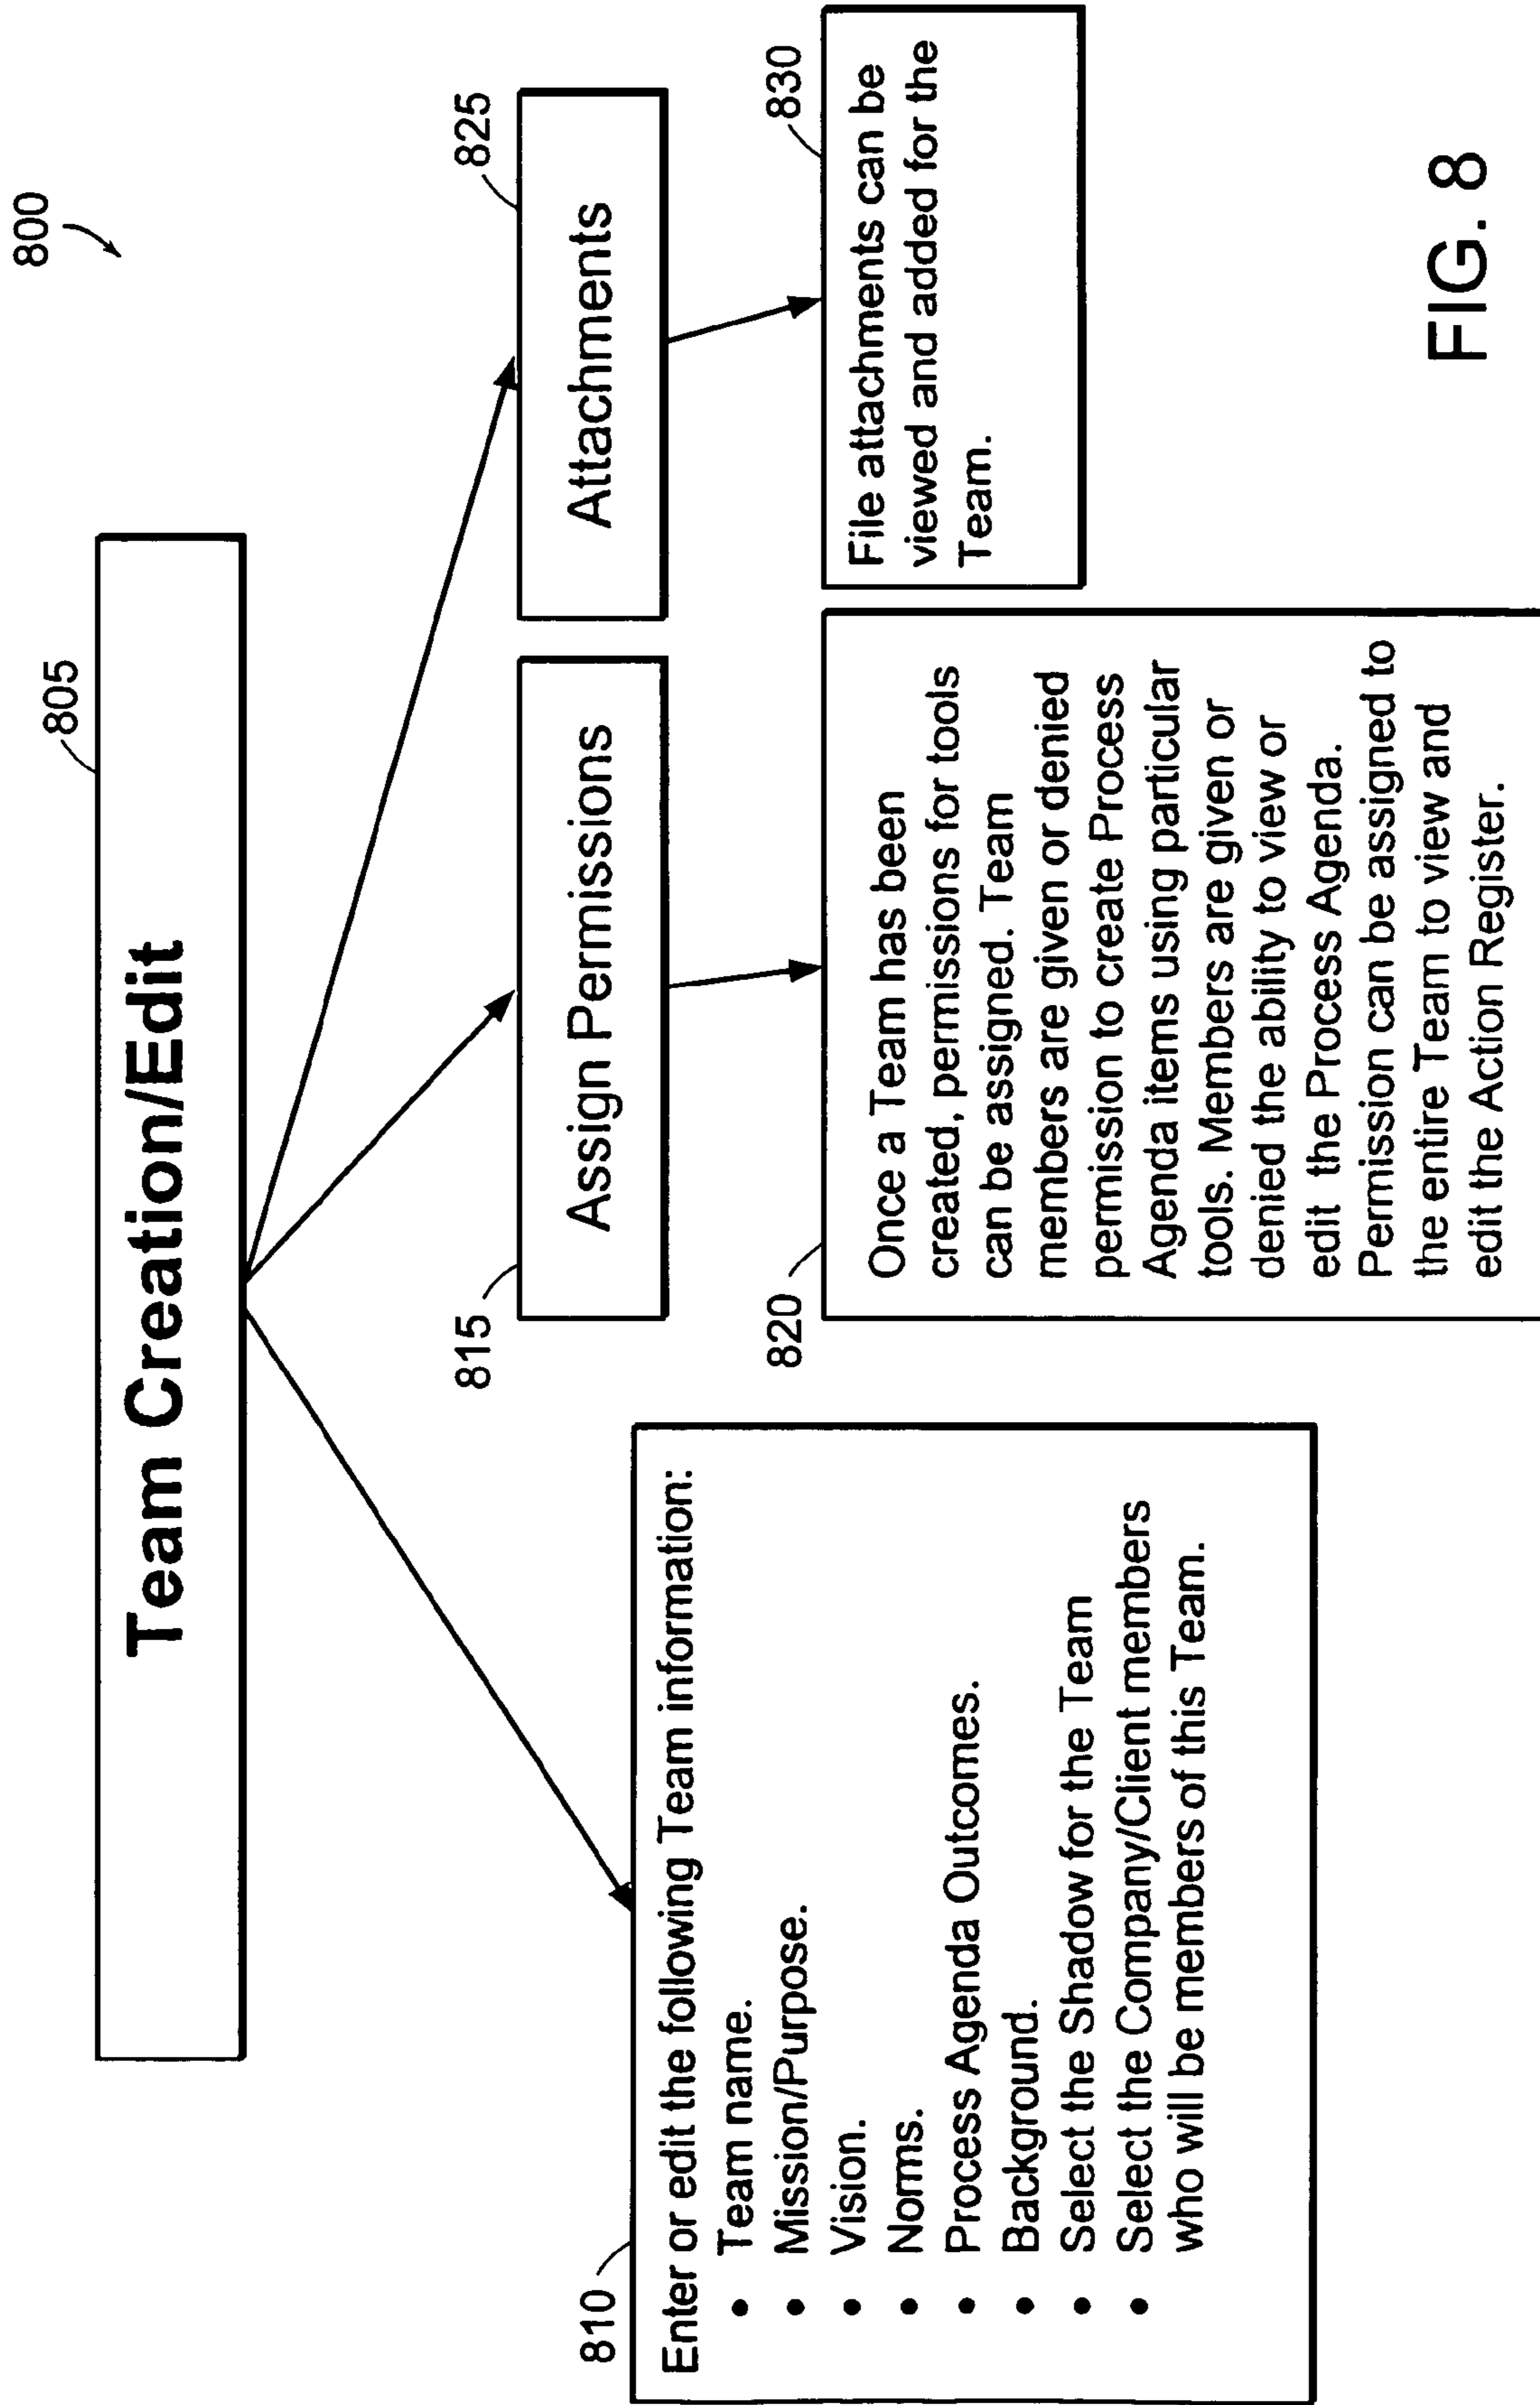 800
805
Team Creation/Edit
810
Enter or edit the following Team information:
• Team name.
• Mission/Purpose.
• Vision.
• Norms.
• Process Agenda Outcomes.
• Background.
• Select the Shadow for the Team
• Select the Company/Client members
who will be members of this Team.
815
Assign Permissions
820
Once a Team has been
created, permissions for tools
can be assigned. Team
members are given or denied
permission to create Process
Agenda items using particular
tools. Members are given or
denied the ability to view or
edit the Process Agenda.
Permission can be assigned to
the entire Team to view and
edit the Action Register.
825
Attachments
830
File attachments can be
viewed and added for the
Team.
FIG. 8